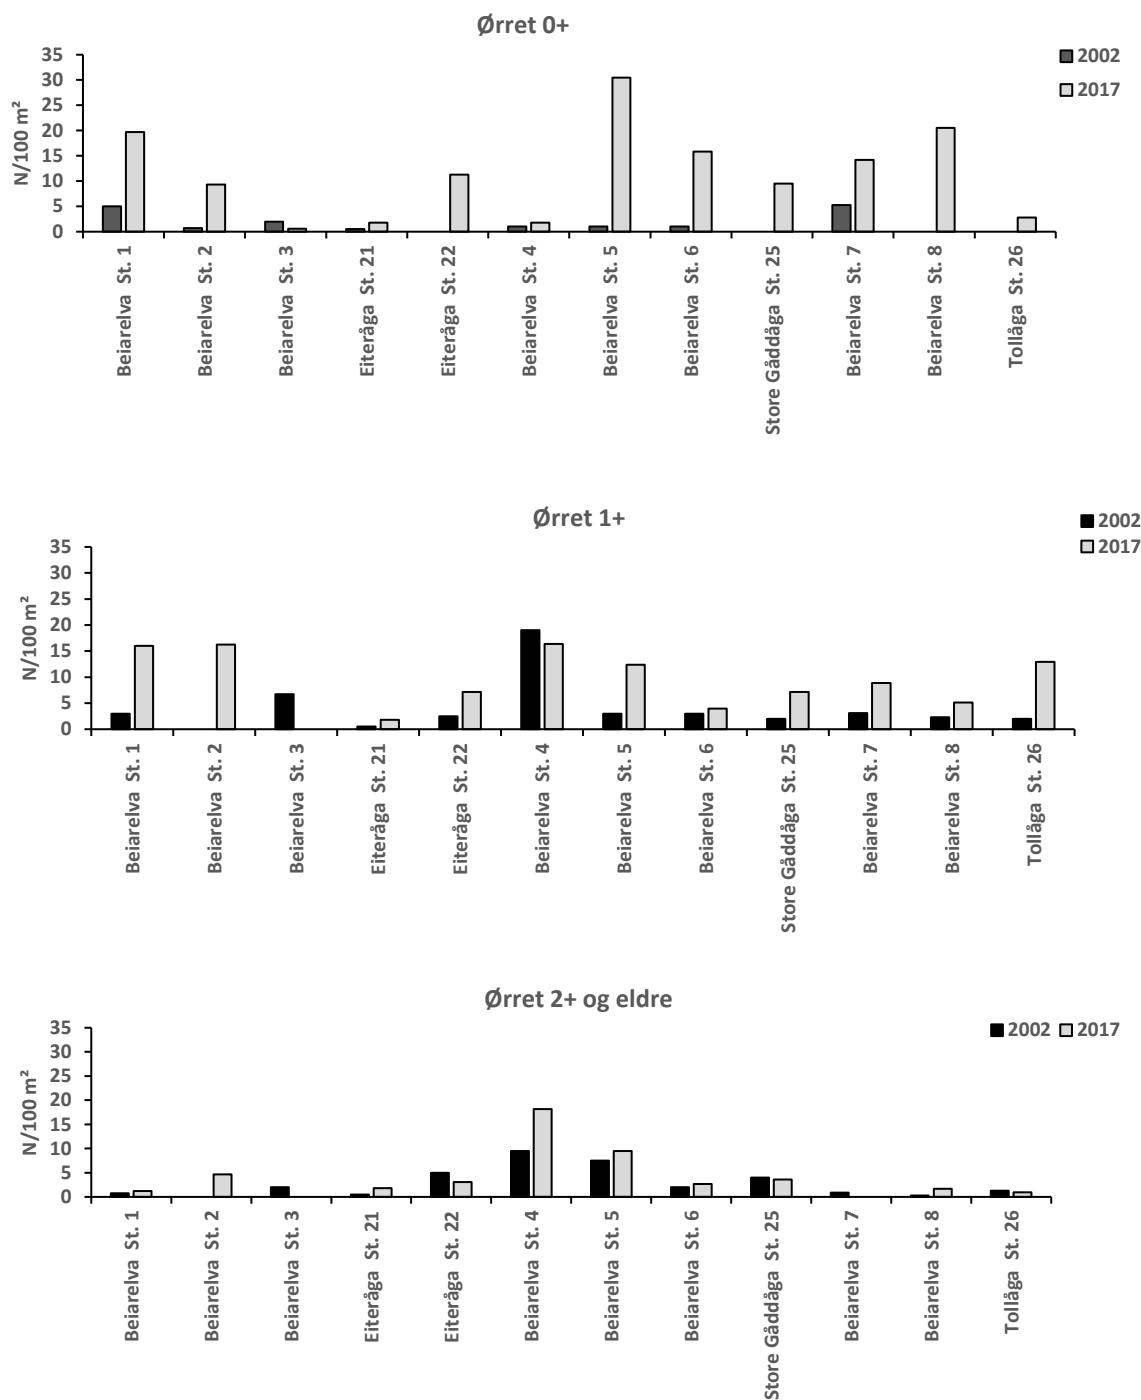 Ørret 0+
2002
2017
N/100 m²
35
30
25
20
15
10
5
0
Beiarelva St. 1
Beiarelva St. 2
Beiarelva St. 3
Eiteråga St. 21
Eiteråga St. 22
Beiarelva St. 4
Beiarelva St. 5
Beiarelva St. 6
Store Gåddåga St. 25
Beiarelva St. 7
Beiarelva St. 8
Tollåga St. 26
Ørret 1+
2002
2017
N/100 m²
35
30
25
20
15
10
5
0
Beiarelva St. 1
Beiarelva St. 2
Beiarelva St. 3
Eiteråga St. 21
Eiteråga St. 22
Beiarelva St. 4
Beiarelva St. 5
Beiarelva St. 6
Store Gåddåga St. 25
Beiarelva St. 7
Beiarelva St. 8
Tollåga St. 26
Ørret 2+ og eldre
2002 2017
N/100 m²
35
30
25
20
15
10
5
0
Beiarelva St. 1
Beiarelva St. 2
Beiarelva St. 3
Eiteråga St. 21
Eiteråga St. 22
Beiarelva St. 4
Beiarelva St. 5
Beiarelva St. 6
Store Gåddåga St. 25
Beiarelva St. 7
Beiarelva St. 8
Tollåga St. 26